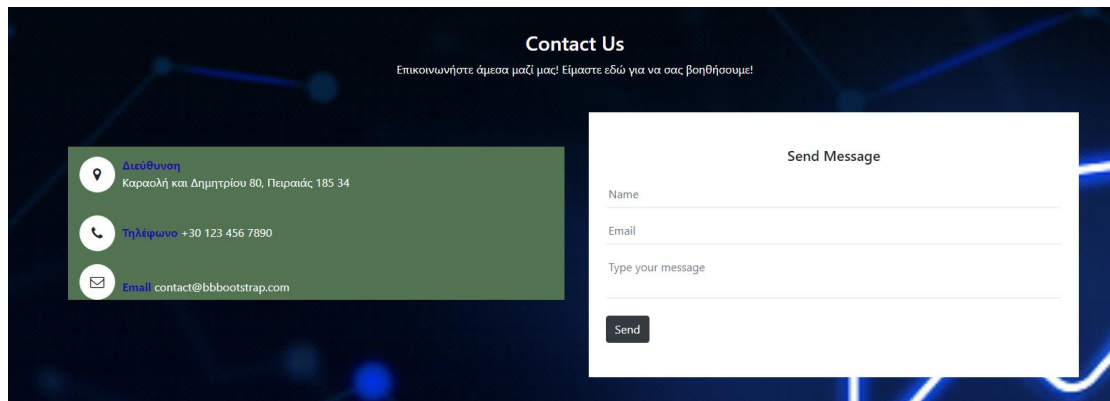 Contact Us
Επικοινωνήστε άμεσα μαζί μας! Είμαστε εδώ για να σας βοηθήσουμε!
Διεύθυνση
Καραολή και Δημητρίου 80, Πειραιάς 185 34
Τηλέφωνο +30 123 456 7890
Email contact@bbbootstrap.com
Send Message
Name
Email
Type your message
Send